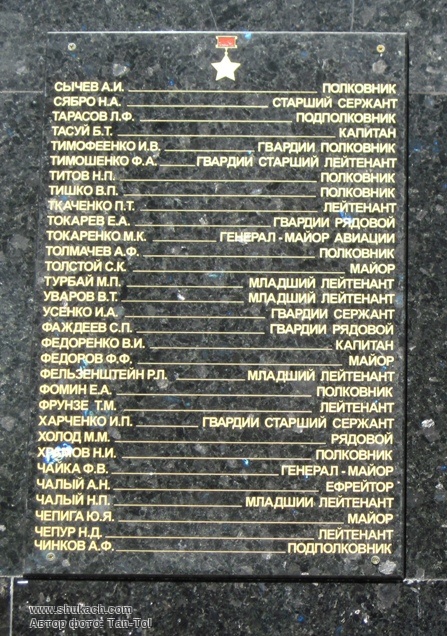 СЫЧЕВ А.И. ПОЛКОВНИК
СЯБРО Н.А. СТАРШИЙ СЕРЖАНТ
ТАРАСОВ Л.Ф. ПОДПОЛКОВНИК
ТАСУЙ Б.Т. КАПИТАН
ТИМОФЕЕНКО И.В. ГВАРДИИ ПОЛКОВНИК
ТИМОШЕНКО Ф.А. ГВАРДИИ СТАРШИЙ ЛЕЙТЕНАНТ
ТИТОВ Н.П. ПОЛКОВНИК
ТИШКО В.П. ПОЛКОВНИК
ТКАЧЕНКО П.Т. ЛЕЙТЕНАНТ
ТОКАРЕВ Е.А. ГВАРДИИ РЯДОВОЙ
ТОКАРЕНКО М.К. ГЕНЕРАЛ - МАЙОР АВИАЦИИ
ТОЛМАЧЕВ А.Ф. ПОЛКОВНИК
ТОЛСТОЙ С.К. МАЙОР
ТУРБАЙ М.П. МЛАДШИЙ ЛЕЙТЕНАНТ
УВАРОВ В.Т. МЛАДШИЙ ЛЕЙТЕНАНТ
УСЕНКО И.А. ГВАРДИИ СЕРЖАНТ
ФАЖДЕЕВ С.П. ГВАРДИИ РЯДОВОЙ
ФЕДОРЕНКО В.И. КАПИТАН
ФЕДОРОВ Ф.Ф. МАЙОР
ФЕЛЬЗЕНШТЕЙН Р.Л. МЛАДШИЙ ЛЕЙТЕНАНТ
ФОМИН Е.А. ПОЛКОВНИК
ФРУНЗЕ Т.М. ЛЕЙТЕНАНТ
ХАРЧЕНКО И.П. ГВАРДИИ СТАРШИЙ СЕРЖАНТ
ХОЛОД М.М. РЯДОВОЙ
ХРАМОВ Н.И. ПОЛКОВНИК
ЧАЙКА Ф.В. ГЕНЕРАЛ - МАЙОР
ЧАЛЫЙ А.Н. ЕФРЕЙТОР
ЧАЛЫЙ Н.П. МЛАДШИЙ ЛЕЙТЕНАНТ
ЧЕПИГА Ю.Я. МАЙОР
ЧЕПУР Н.Д. ЛЕЙТЕНАНТ
ЧИНКОВ А.Ф. ПОДПОЛКОВНИК
www.shukach.com
Автор фото: Tan-Tol